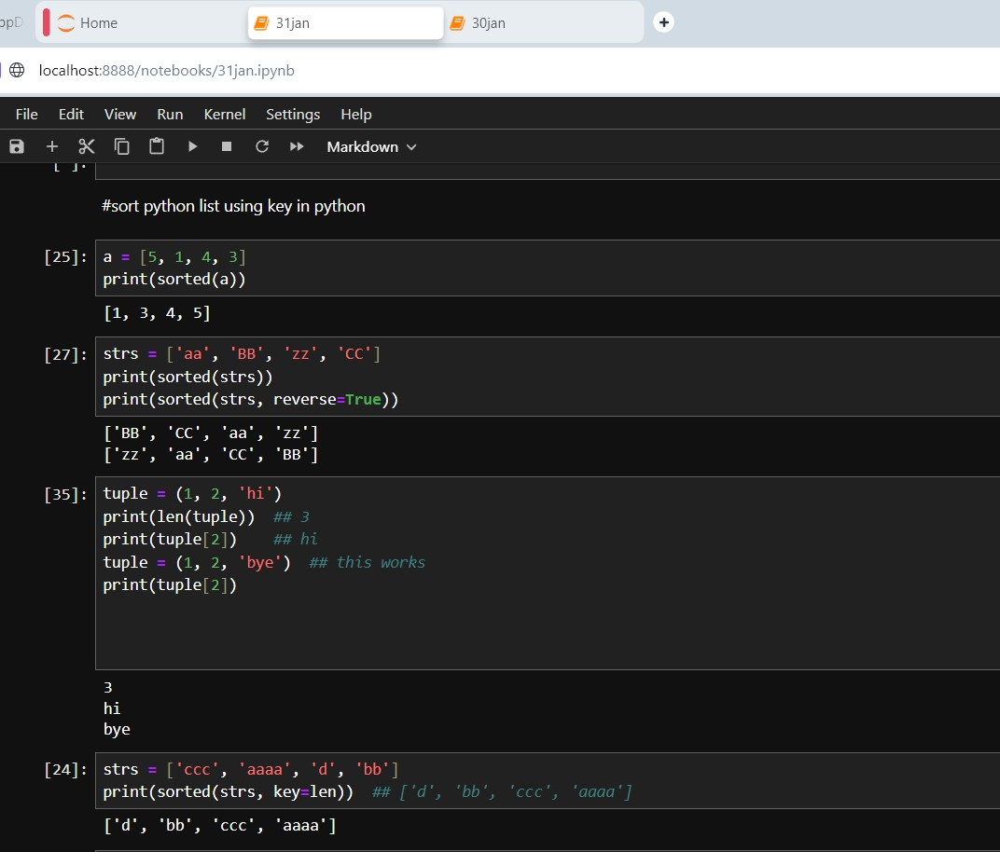 ppD
Home
31jan
30jan
+
localhost:8888/notebooks/31jan.ipynb
File Edit View Run Kernel Settings Help
Markdown
[ ]:
#sort python list using key in python
[25]: a = [5, 1, 4, 3]
print(sorted(a))
[1, 3, 4, 5]
[27]: strs = ['aa', 'BB', 'zz', 'CC']
print(sorted(strs))
print(sorted(strs, reverse=True))
['BB', 'CC', 'aa', 'zz']
['zz', 'aa', 'CC', 'BB']
[35]: tuple = (1, 2, 'hi')
print(len(tuple))  ## 3
print(tuple[2])    ## hi
tuple = (1, 2, 'bye')  ## this works
print(tuple[2])
3
hi
bye
[24]: strs = ['ccc', 'aaaa', 'd', 'bb']
print(sorted(strs, key=len))  ## ['d', 'bb', 'ccc', 'aaaa']
['d', 'bb', 'ccc', 'aaaa']